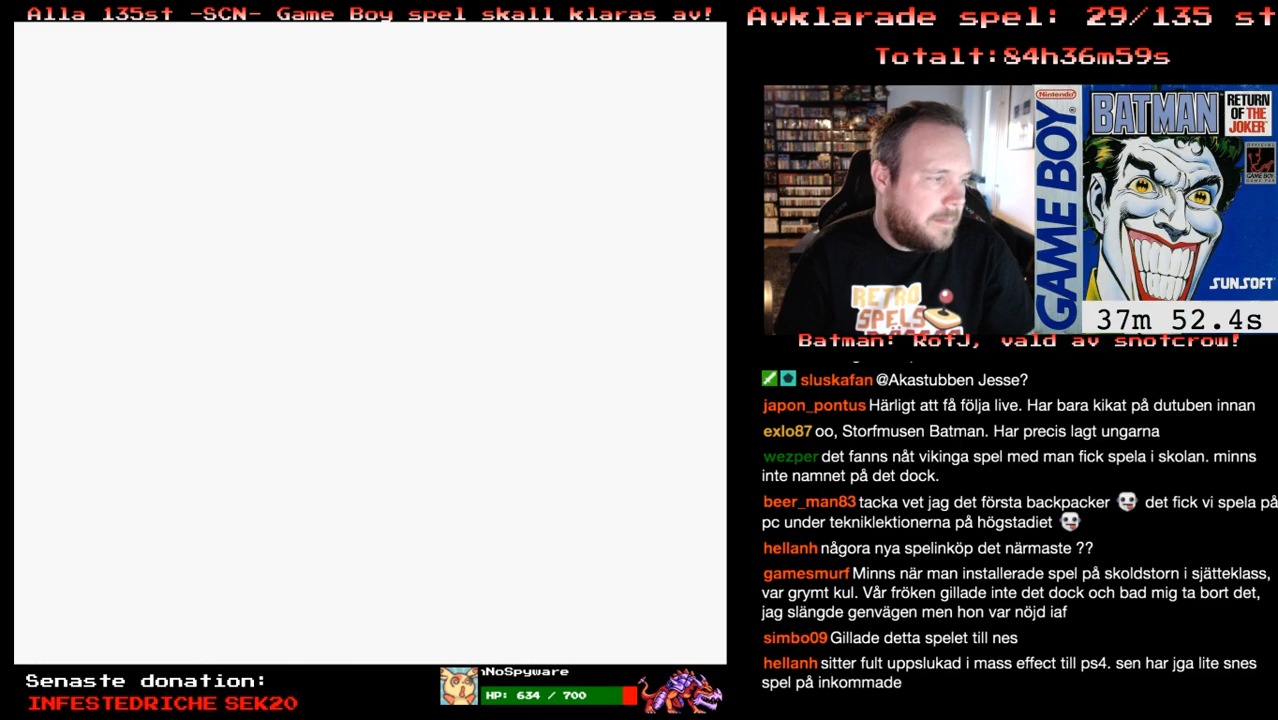 Alla 135st -SCN- Game Boy spel skall klaras av!
Avklarade spel: 29/135 st
Totalt:84h36m59s
Nintendo
GAME BOY
BATMAN
RETURN
OF THE
JOKER
SUNSOFT
RETRO
SPELS
37m 52.4s
Batman: RofJ, vald av snotcrow!
sluskafan @Akastubben Jesse?
japon_pontus Härligt att få följa live. Har bara kikat på dutuben innan
exlo87 oo, Storfmusen Batman. Har precis lagt ungarna
wezper det fanns nåt vikinga spel med man fick spela i skolan. minns
inte namnet på det dock.
beer_man83 tacka vet jag det första backpacker det fick vi spela på
pc under tekniklektionerna på högstadiet
hellanh några nya spelinköp det närmaste ??
gamesmurf Minns när man installerade spel på skoldstorn i sjätteklass,
var grymt kul. Vår fröken gillade inte det dock och bad mig ta bort det,
jag slängde genvägen men hon var nöjd iaf
simbo09 Gillade detta spelet till nes
hellanh sitter fult uppslukad i mass effect till ps4. sen har jga lite snes
spel på inkommade
Senaste donation:
INFESTEDRICHE SEK20
NoSpyware
HP: 634 / 700